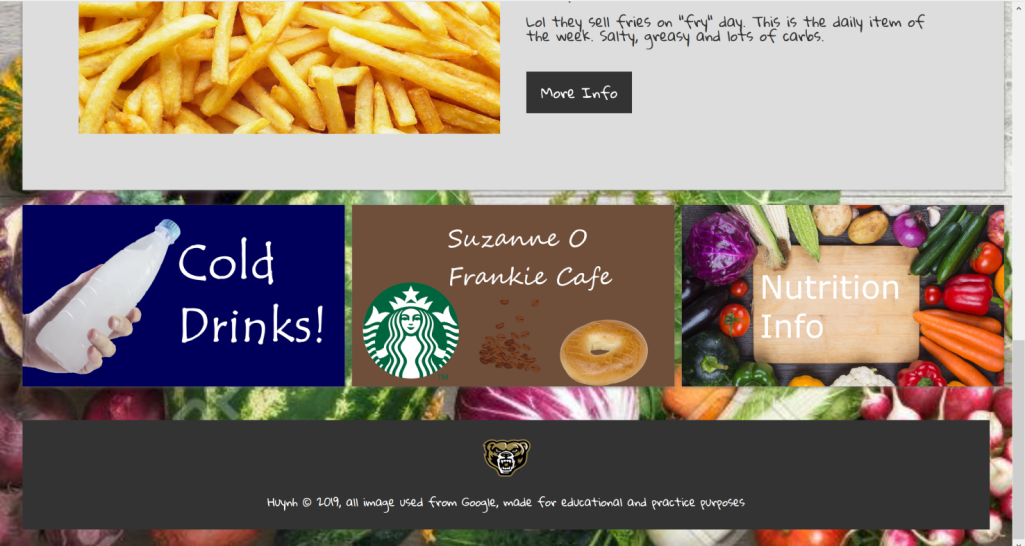 Lol they sell fries on "fry" day. This is the daily item of
the week. Salty, greasy and lots of carbs.
More Info
Cold
Drinks!
Suzanne O
Frankie Cafe
TM
Nutrition
Info
Huynh © 2019, all image used from Google, made for educational and practice purposes